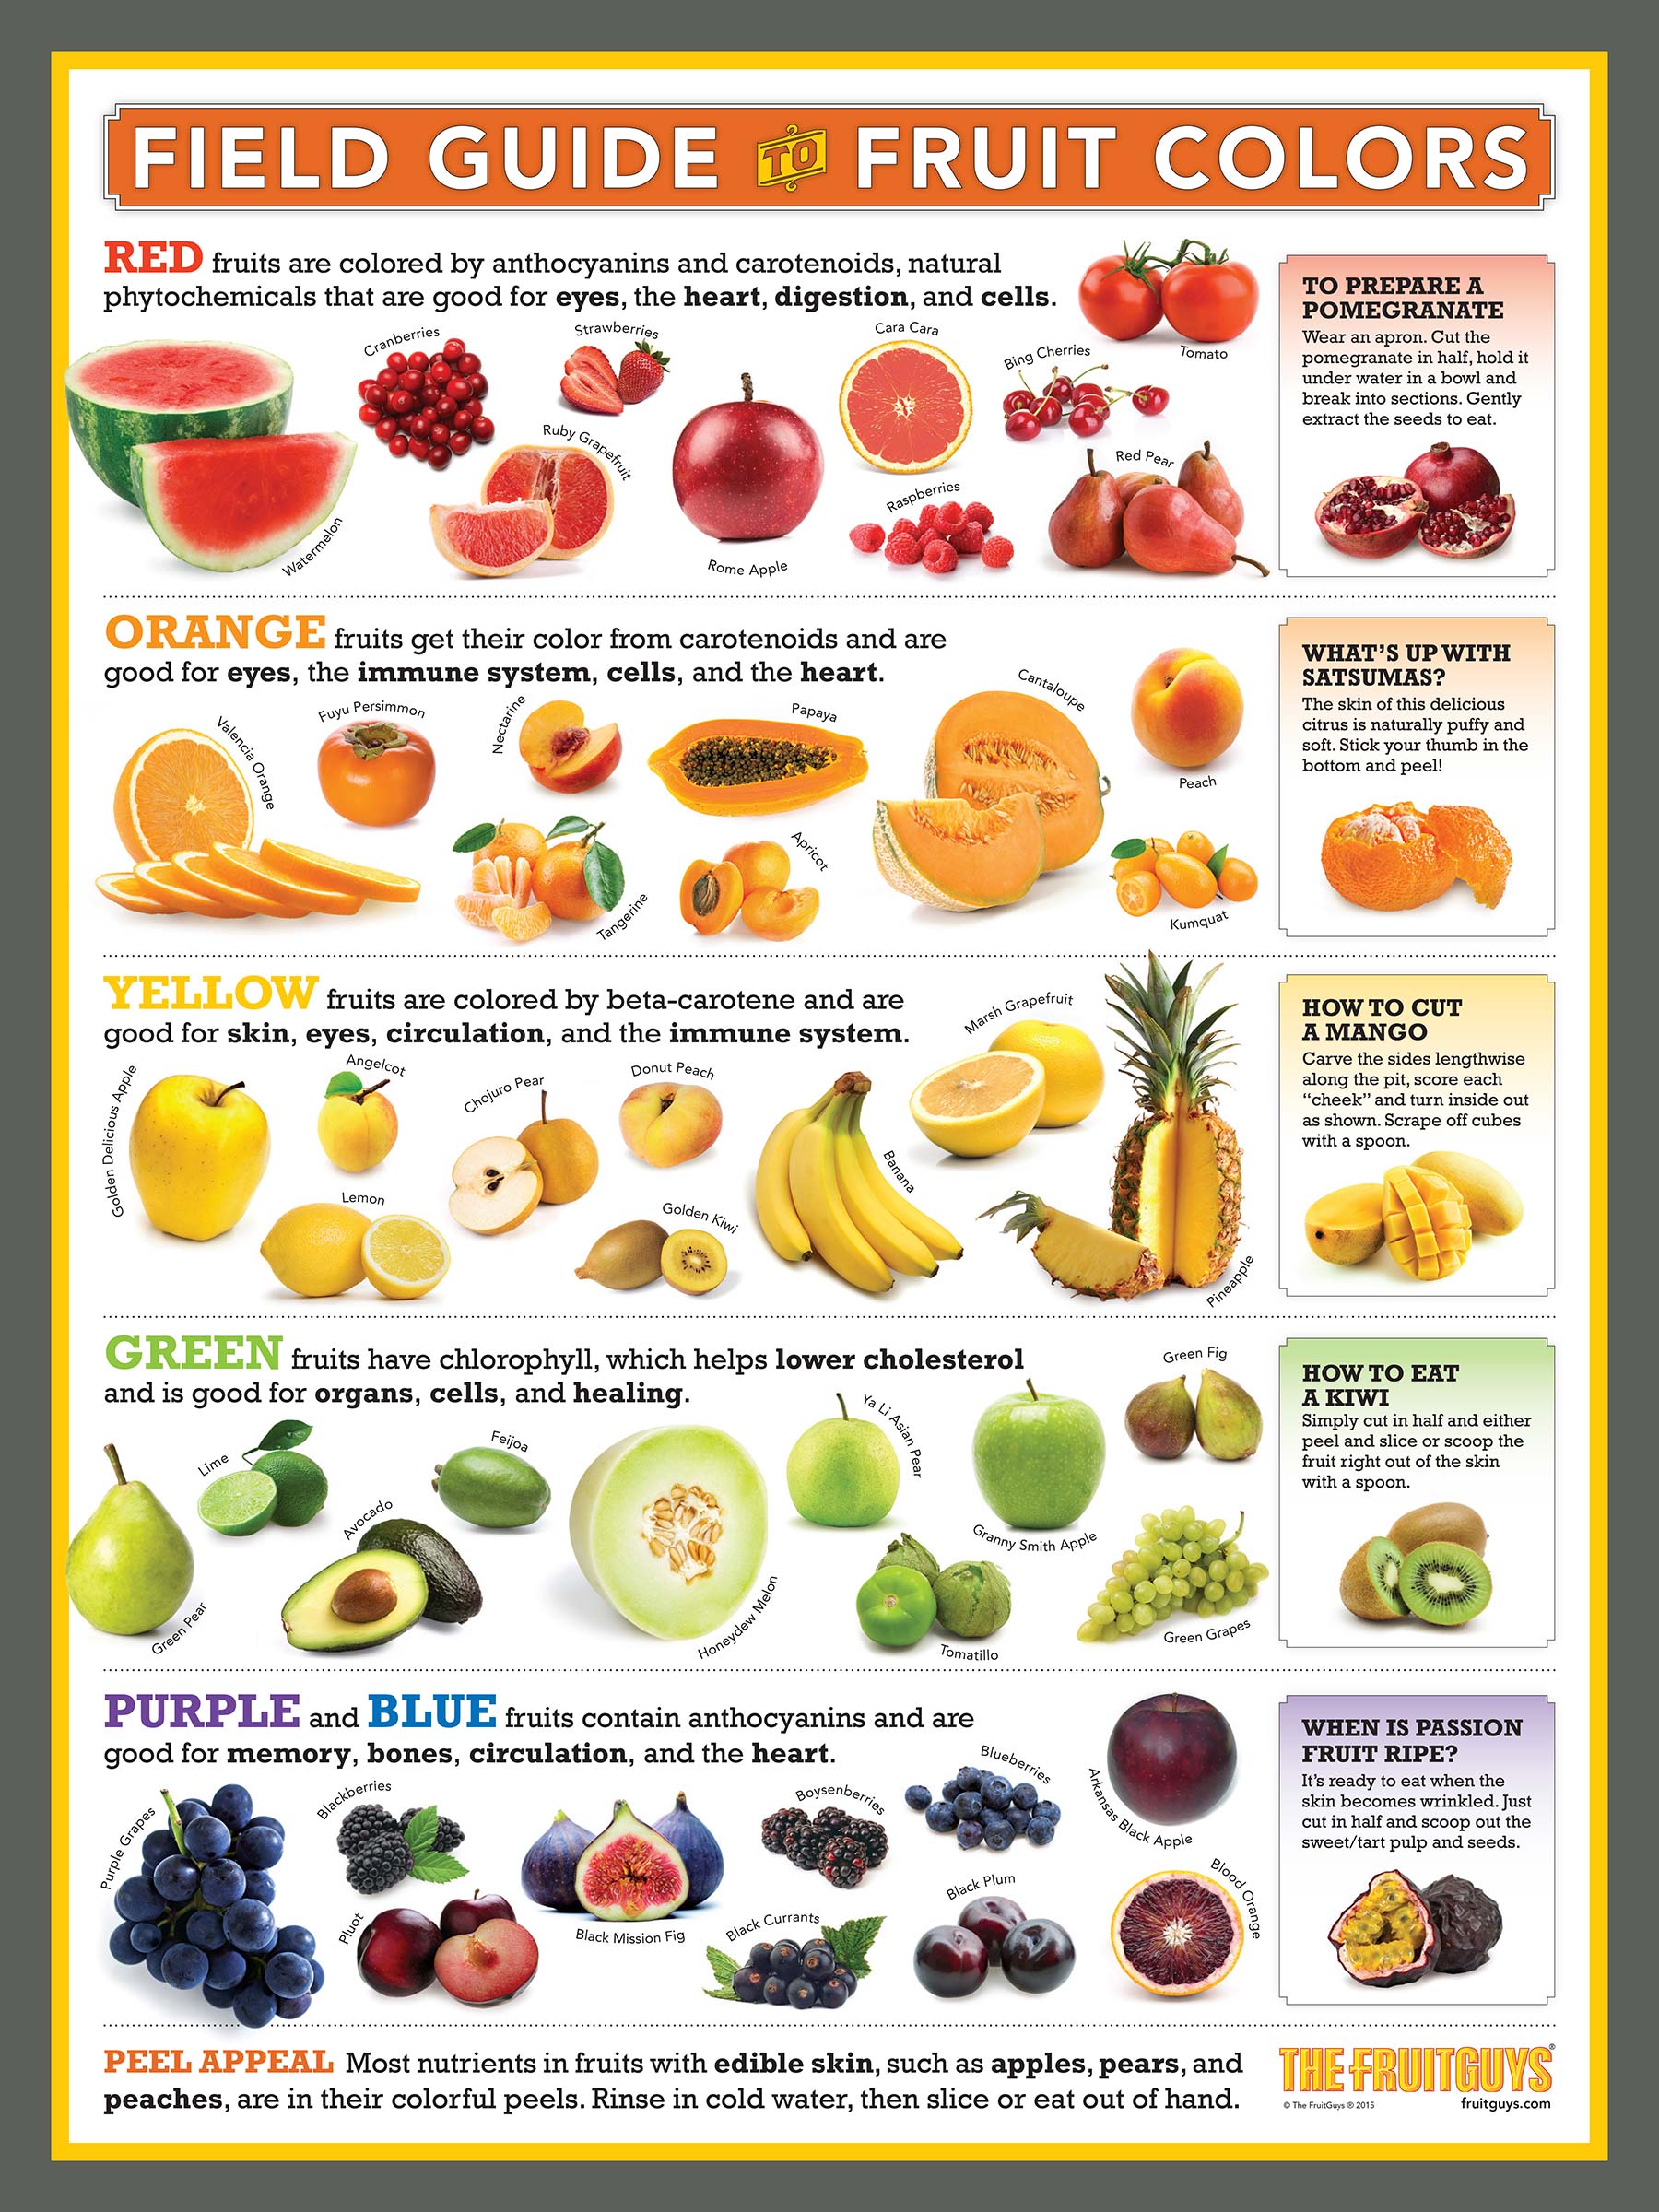 FIELD GUIDE TO FRUIT COLORS
RED fruits are colored by anthocyanins and carotenoids, natural
phytochemicals that are good for eyes, the heart, digestion, and cells.
Watermelon
Cranberries
Strawberries
Ruby Grapefruit
Rome Apple
Cara Cara
Raspberries
Bing Cherries
Tomato
Red Pear
TO PREPARE A
POMEGRANATE
Wear an apron. Cut the
pomegranate in half, hold it
under water in a bowl and
break into sections. Gently
extract the seeds to eat.
ORANGE fruits get their color from carotenoids and are
good for eyes, the immune system, cells, and the heart.
Valencia Orange
Fuyu Persimmon
Nectarine
Tangerine
Papaya
Apricot
Cantaloupe
Peach
Kumquat
WHAT'S UP WITH
SATSUMAS?
The skin of this delicious
citrus is naturally puffy and
soft. Stick your thumb in the
bottom and peel!
YELLOW fruits are colored by beta-carotene and are
good for skin, eyes, circulation, and the immune system.
Golden Delicious Apple
Angelcot
Lemon
Chojuro Pear
Donut Peach
Golden Kiwi
Banana
Marsh Grapefruit
Pineapple
HOW TO CUT
A MANGO
Carve the sides lengthwise
along the pit, score each
“cheek” and turn inside out
as shown. Scrape off cubes
with a spoon.
GREEN fruits have chlorophyll, which helps lower cholesterol
and is good for organs, cells, and healing.
Green Pear
Lime
Avocado
Feijoa
Honeydew Melon
Ya Li Asian Pear
Tomatillo
Granny Smith Apple
Green Fig
Green Grapes
HOW TO EAT
A KIWI
Simply cut in half and either
peel and slice or scoop the
fruit right out of the skin
with a spoon.
PURPLE and BLUE fruits contain anthocyanins and are
good for memory, bones, circulation, and the heart.
Purple Grapes
Blackberries
Pluot
Black Mission Fig
Boysenberries
Black Currants
Blueberries
Black Plum
Arkansas Black Apple
Blood Orange
WHEN IS PASSION
FRUIT RIPE?
It's ready to eat when the
skin becomes wrinkled. Just
cut in half and scoop out the
sweet/tart pulp and seeds.
PEEL APPEAL Most nutrients in fruits with edible skin, such as apples, pears, and
peaches, are in their colorful peels. Rinse in cold water, then slice or eat out of hand.
THE FRUITGUYS®
© The FruitGuys ® 2015
fruitguys.com